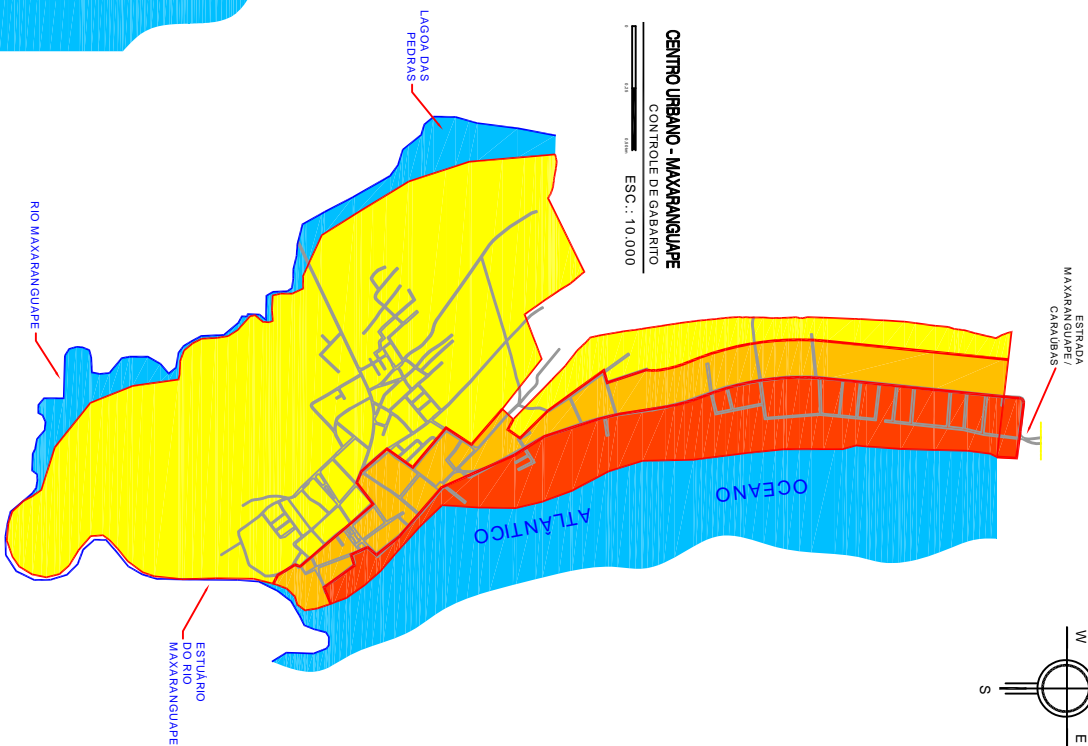 CENTRO URBANO - MAXARANGUAPE
CONTROLE DE GABARITO
ESC.: 10.000
LAGOA DAS
PEDRAS
RIO MAXARANGUAPE
ESTRADA
MAXARANGUAPE/
CARAÚBAS
OCEANO
ATLÂNTICO
ESTUÁRIO
DO RIO
MAXARANGUAPE
W
S
E